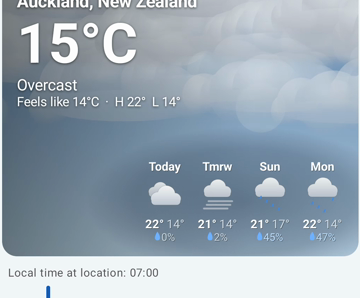 Auckland, New Zealand
15°C
Overcast
Feels like 14°C · H 22° L 14°
Today Tmrw Sun Mon
22° 14° 21° 14° 21° 17° 22° 14°
0% 2% 45% 47%
Local time at location: 07:00